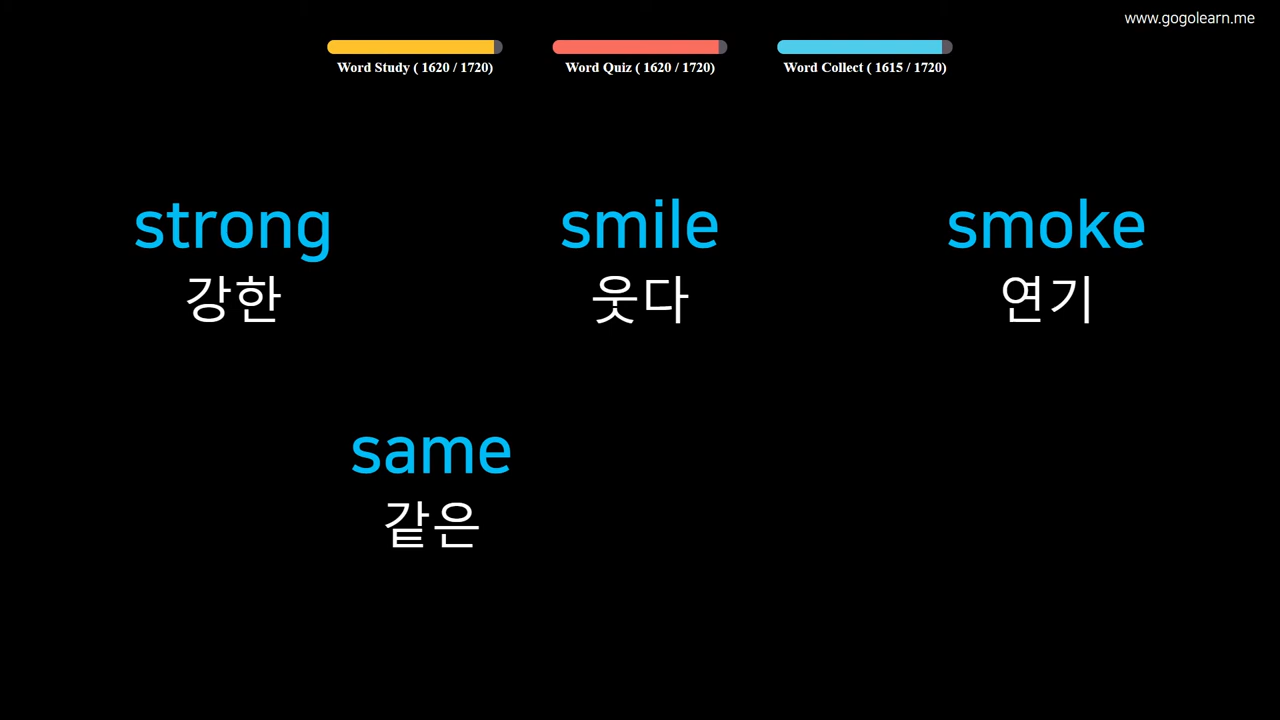 www.gogolearn.me
Word Study ( 1620 / 1720)
Word Quiz ( 1620 / 1720)
Word Collect ( 1615 / 1720)
strong
강한
smile
웃다
smoke
연기
same
같은